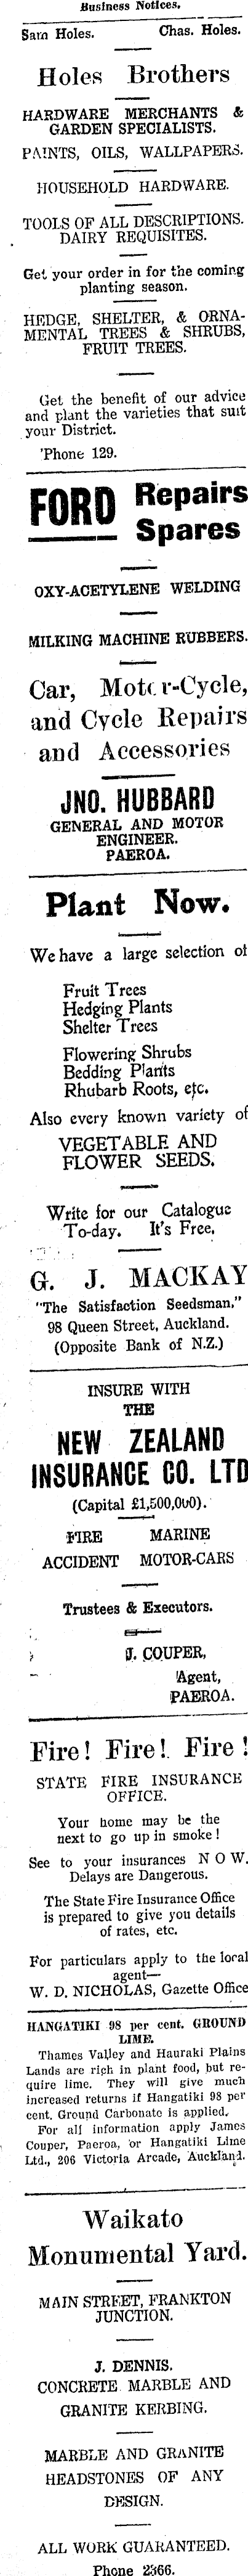 Business Notices.
Sam Holes. Chas. Holes.
Holes Brothers
HARDWARE MERCHANTS &
GARDEN SPECIALISTS.
PAINTS, OILS, WALLPAPERS.
HOUSEHOLD HARDWARE.
TOOLS OF ALL DESCRIPTIONS.
DAIRY REQUISITES.
Get your order in for the coming
planting season.
HEDGE, SHELTER, & ORNA-
MENTAL TREES & SHRUBS,
FRUIT TREES.
Get the benefit of our advice
and plant the varieties that suit
your District.
'Phone 129.
FORD Repairs
Spares
OXY-ACETYLENE WELDING
MILKING MACHINE RUBBERS.
Car, Motor-Cycle,
and Cycle Repairs
and Accessories
JNO. HUBBARD
GENERAL AND MOTOR
ENGINEER.
PAEROA.
Plant Now.
We have a large selection of
Fruit Trees
Hedging Plants
Shelter Trees
Flowering Shrubs
Bedding Plants
Rhubarb Roots, etc.
Also every known variety of
VEGETABLE AND
FLOWER SEEDS.
Write for our Catalogue
To-day. It's Free.
G. J. MACKAY
"The Satisfaction Seedsman,"
98 Queen Street, Auckland.
(Opposite Bank of N.Z.)
INSURE WITH
THE
NEW ZEALAND
INSURANCE CO. LTD
(Capital £1,500,000).
FIRE MARINE
ACCIDENT MOTOR-CARS
Trustees & Executors.
J. COUPER,
Agent,
PAEROA.
Fire! Fire! Fire!
STATE FIRE INSURANCE
OFFICE.
Your home may be the
next to go up in smoke!
See to your insurances NOW.
Delays are Dangerous.
The State Fire Insurance Office
is prepared to give you details
of rates, etc.
For particulars apply to the local
agent—
W. D. NICHOLAS, Gazette Office
HANGATIKI 98 per cent. GROUND
LIME.
Thames Valley and Hauraki Plains
Lands are rich in plant food, but re-
quire lime. They will give much
increased returns if Hangatiki 98 per
cent. Ground Carbonate is applied.
For all information apply James
Couper, Paeroa, or Hangatiki Lime
Ltd., 206 Victoria Arcade, Auckland.
Waikato
Monumental Yard.
MAIN STREET, FRANKTON
JUNCTION.
J. DENNIS.
CONCRETE MARBLE AND
GRANITE KERBING.
MARBLE AND GRANITE
HEADSTONES OF ANY
DESIGN.
ALL WORK GUARANTEED.
Phone 2366.